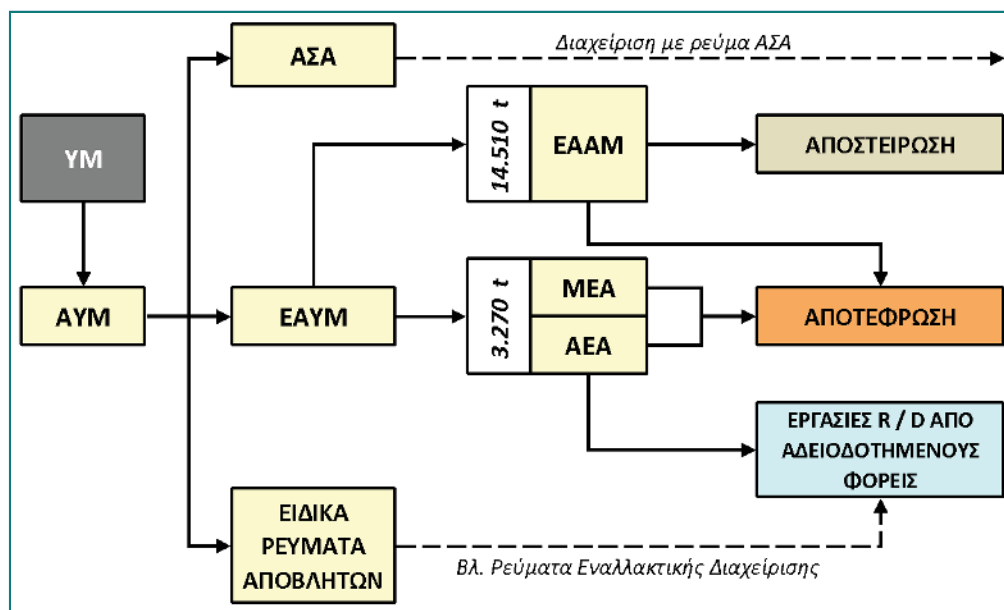 ΑΣΑ
Διαχείριση με ρεύμα ΑΣΑ
ΥΜ
14.510 t
ΕΑΑΜ
ΑΠΟΣΤΕΙΡΩΣΗ
ΑΥΜ
ΕΑΥΜ
3.270 t
ΜΕΑ
ΑΕΑ
ΑΠΟΤΕΦΡΩΣΗ
ΕΡΓΑΣΙΕΣ R / D ΑΠΟ
ΑΔΕΙΟΔΟΤΗΜΕΝΟΥΣ
ΦΟΡΕΙΣ
ΕΙΔΙΚΑ
ΡΕΥΜΑΤΑ
ΑΠΟΒΛΗΤΩΝ
Βλ. Ρεύματα Εναλλακτικής Διαχείρισης